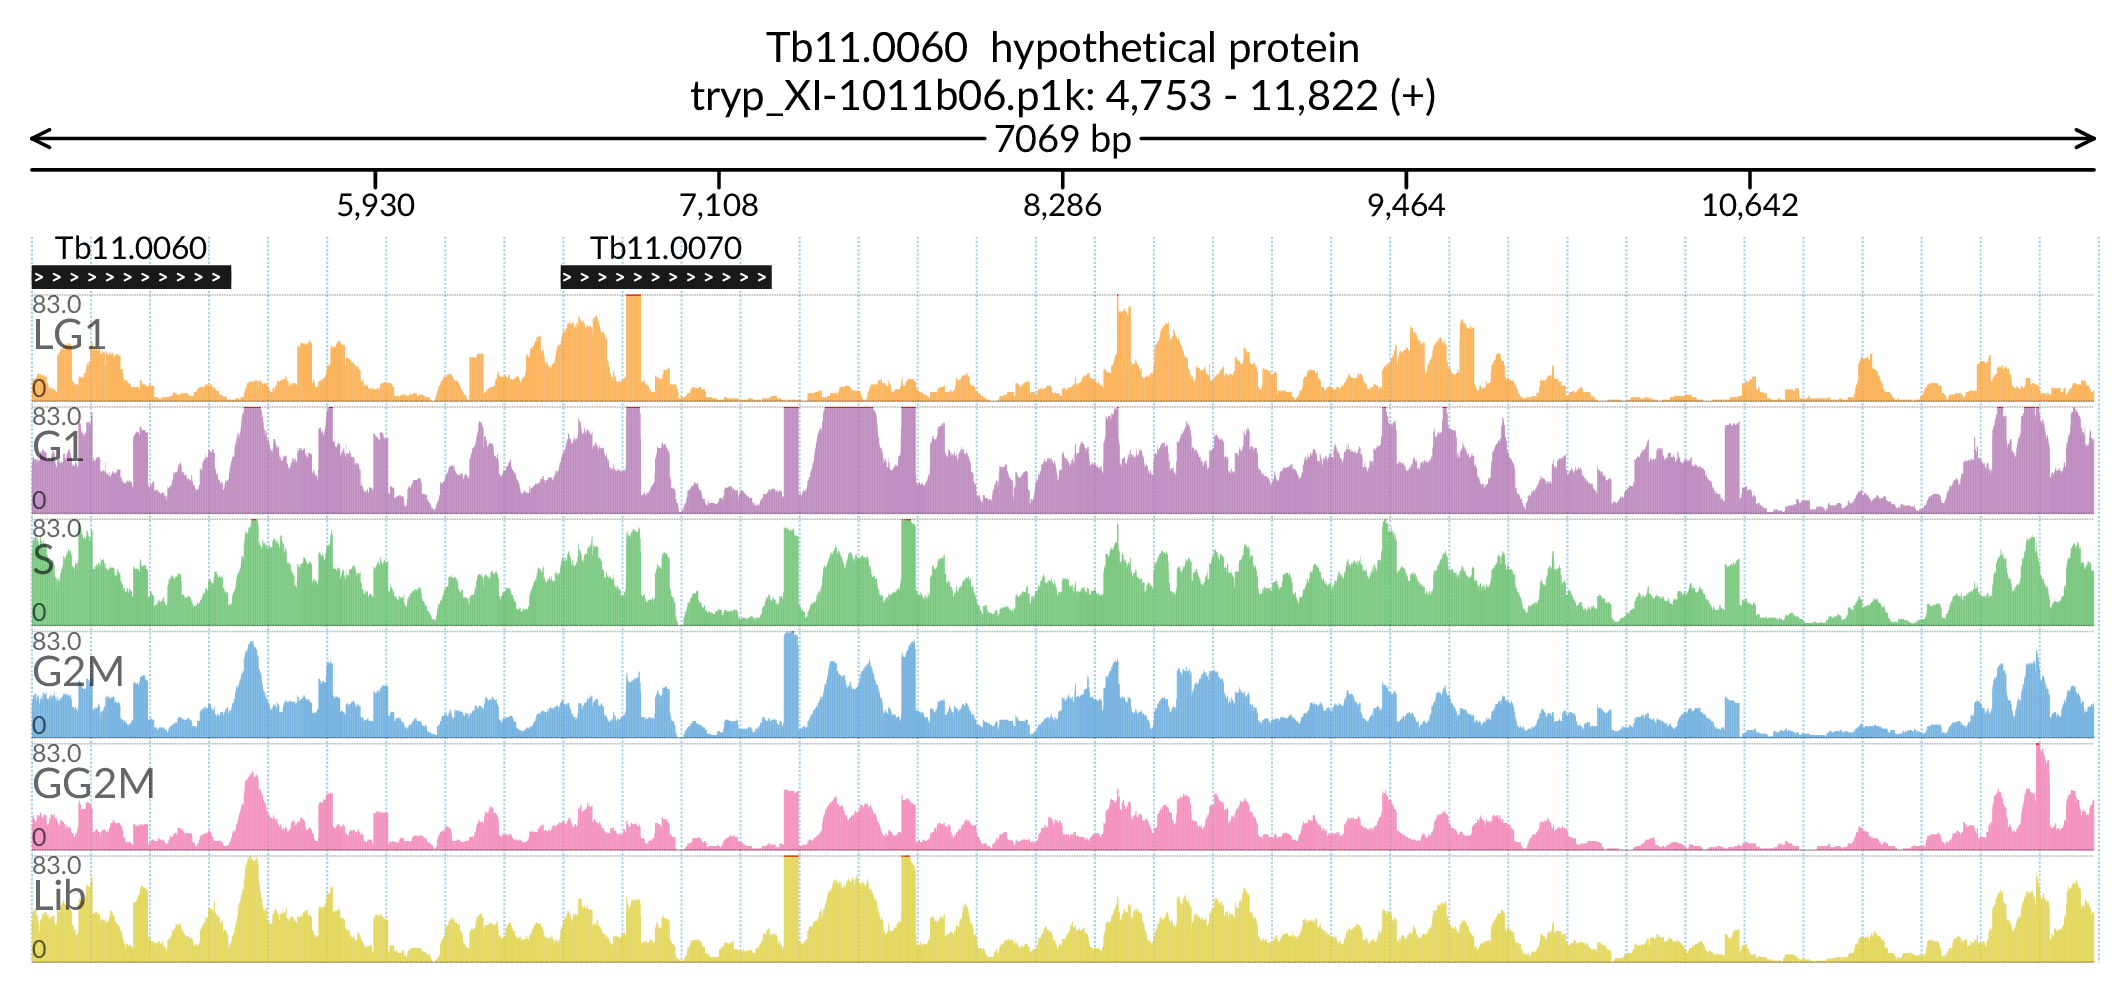 Tb11.0060 hypothetical protein
tryp_XI-1011b06.p1k: 4,753 - 11,822 (+)
7069 bp
5,930 7,108 8,286 9,464 10,642
Tb11.0060 Tb11.0070
> > > > > > > > > > > > > > > > > > > > > > >
83.0
LG1
0
83.0
G1
0
83.0
S
0
83.0
G2M
0
83.0
GG2M
0
83.0
Lib
0